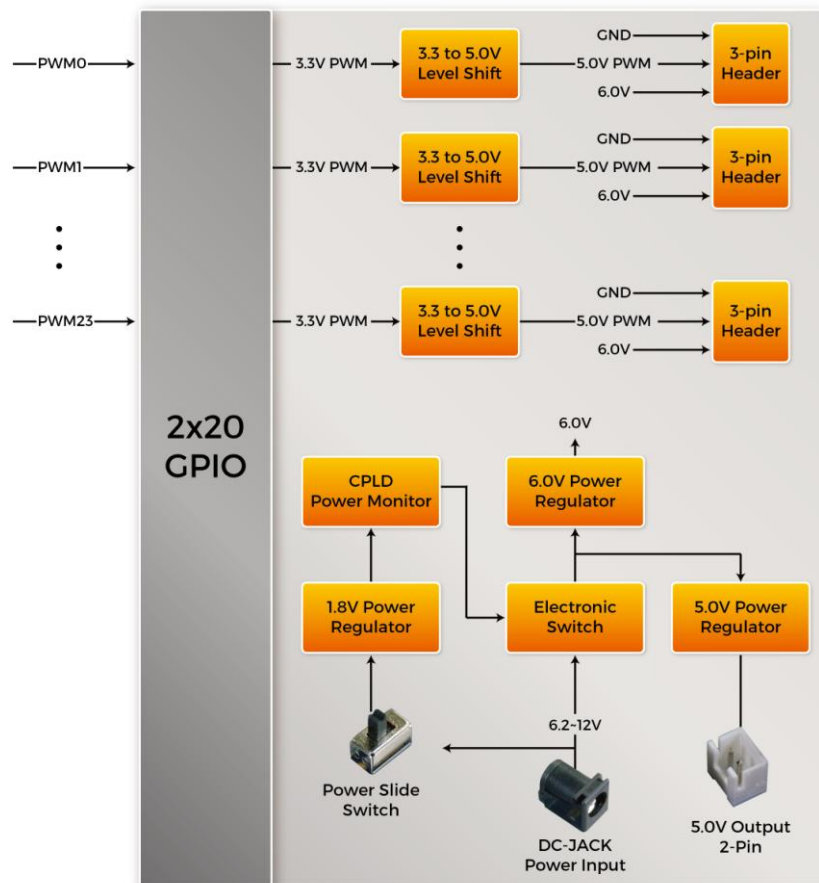 PWM0
3.3V PWM
3.3 to 5.0V
Level Shift
GND
5.0V PWM
6.0V
3-pin
Header
PWM1
3.3V PWM
3.3 to 5.0V
Level Shift
GND
5.0V PWM
6.0V
3-pin
Header
PWM23
3.3V PWM
3.3 to 5.0V
Level Shift
GND
5.0V PWM
6.0V
3-pin
Header
2x20
GPIO
6.0V
CPLD
Power Monitor
6.0V Power
Regulator
1.8V Power
Regulator
Electronic
Switch
5.0V Power
Regulator
6.2~12V
Power Slide
Switch
DC-JACK
Power Input
5.0V Output
2-Pin